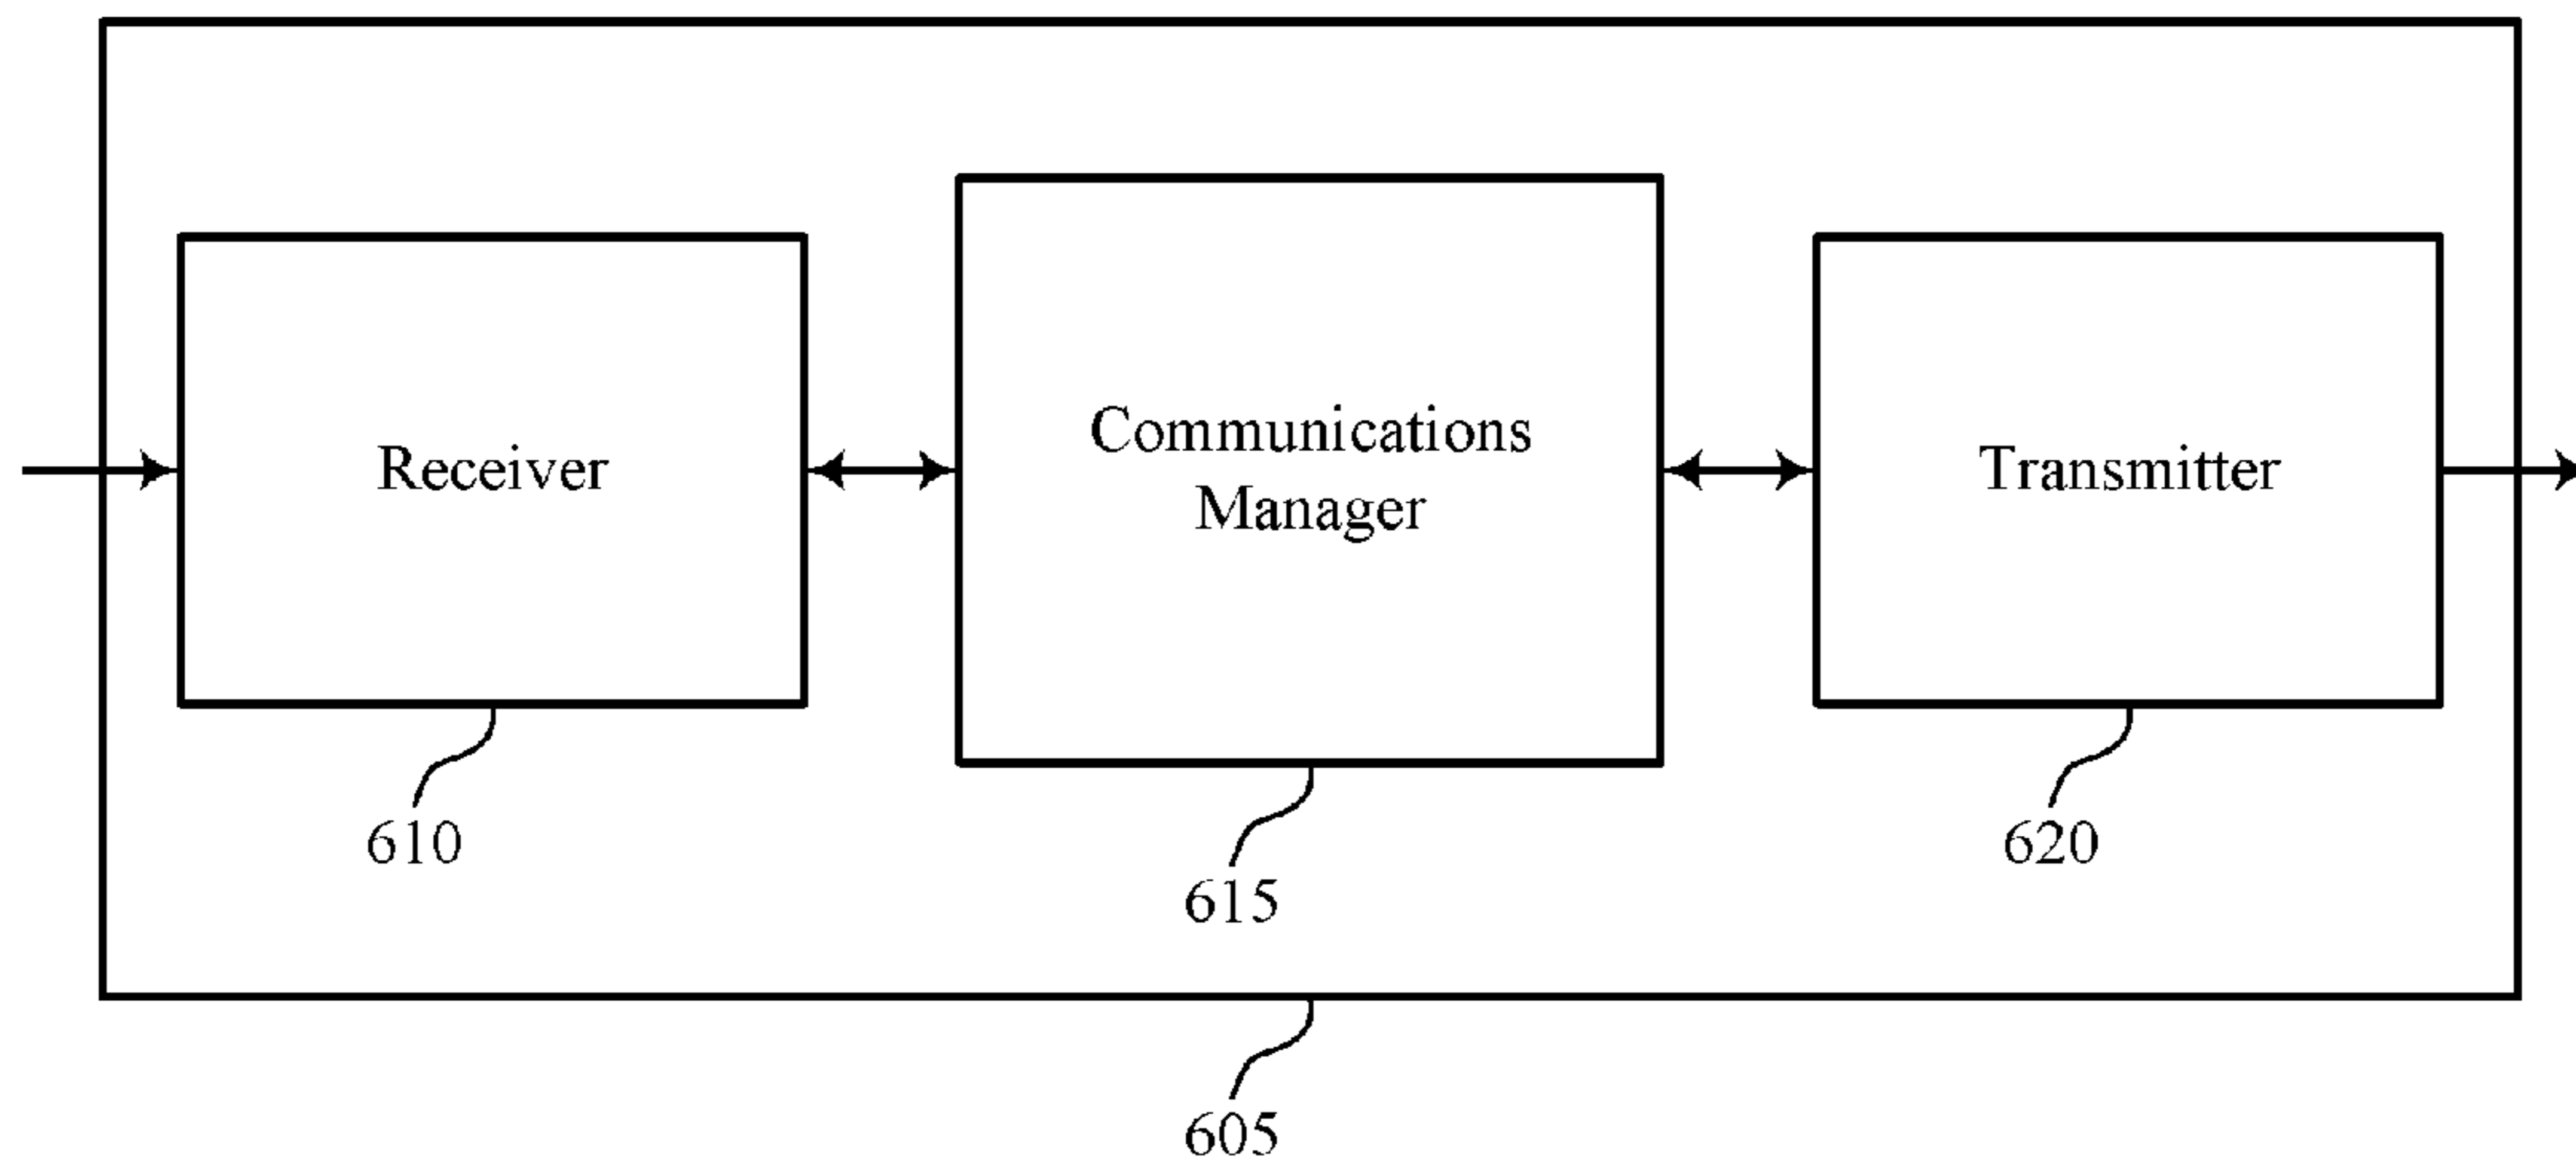 Receiver
Communications
Manager
Transmitter
610
615
620
605